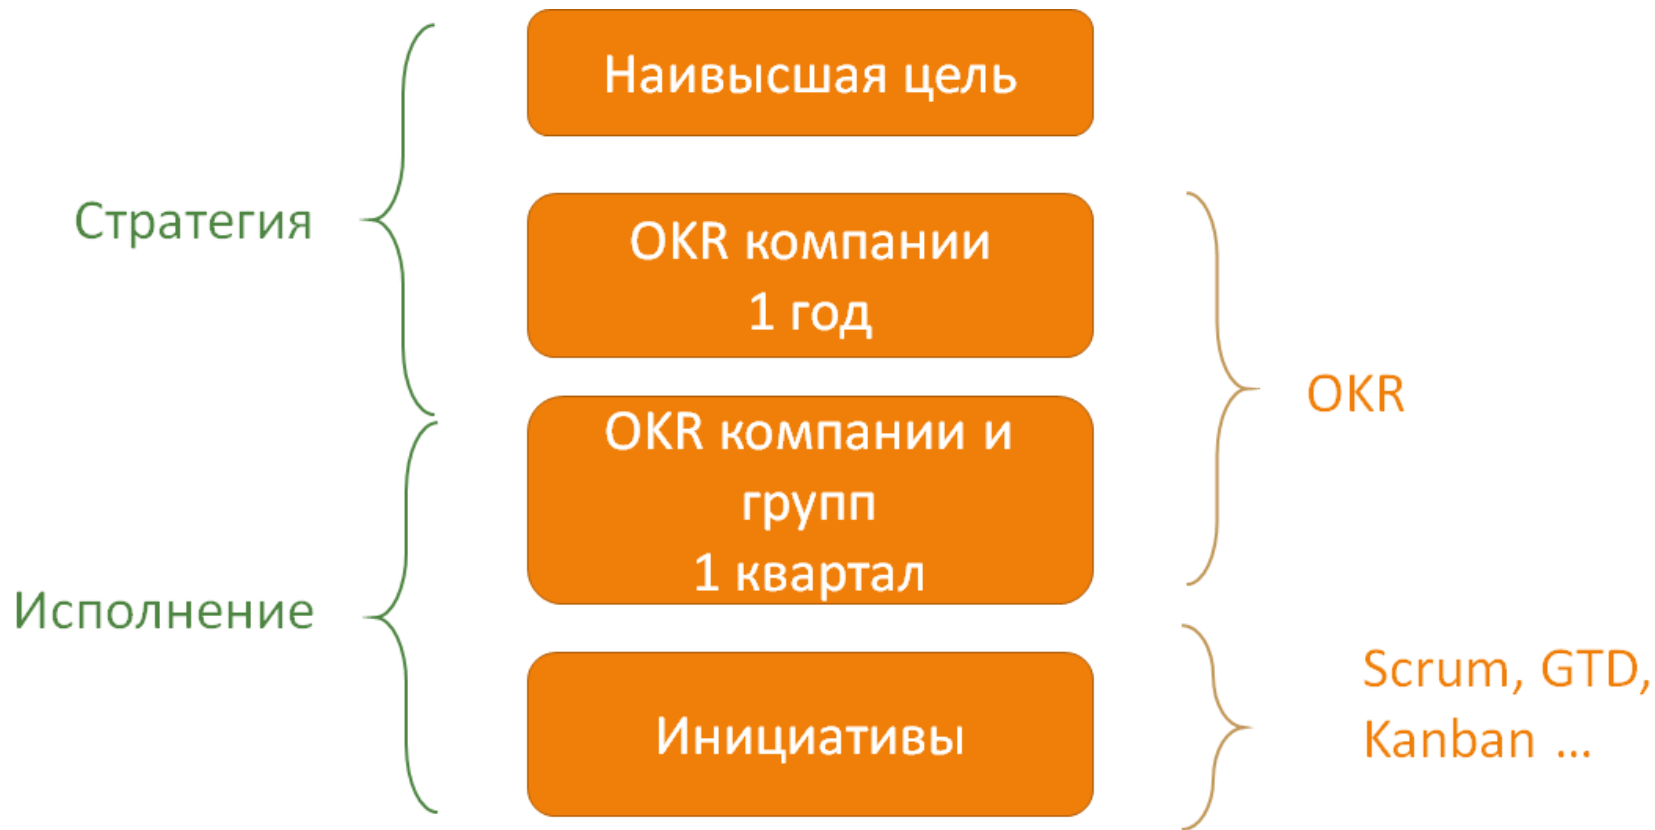 Наивысшая цель
Стратегия
OKR компании
1 год
OKR
OKR компании и
групп
1 квартал
Исполнение
Инициативы
Scrum, GTD,
Kanban ...